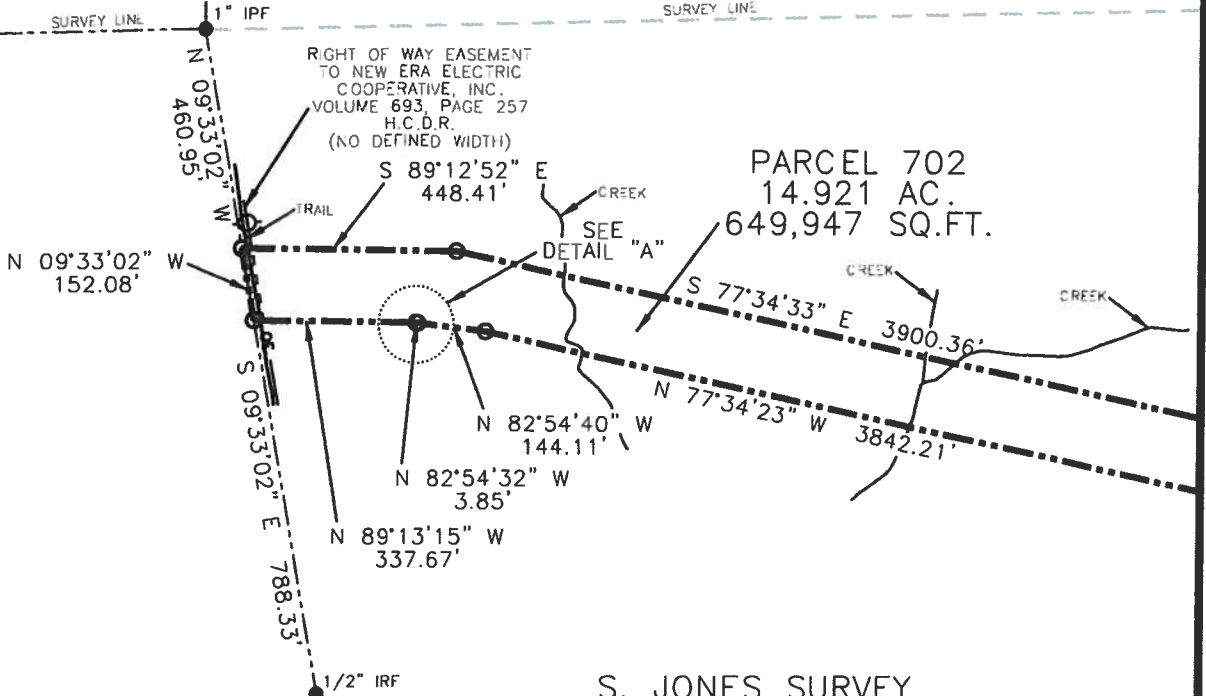 SURVEY LINE
1" IPF
SURVEY LINE
N 09°33'02" W
460.95'
RIGHT OF WAY EASEMENT
TO NEW ERA ELECTRIC
COOPERATIVE, INC.
VOLUME 693, PAGE 257
H.C.D.R.
(NO DEFINED WIDTH)
S 89°12'52" E
448.41'
CREEK
TRAIL
SEE
DETAIL "A"
PARCEL 702
14.921 AC.
649,947 SQ.FT.
N 09°33'02" W
152.08'
CREEK
CREEK
S 77°34'33" E 3900.36'
N 77°34'23" W 3842.21'
N 82°54'40" W
144.11'
N 82°54'32" W
3.85'
N 89°13'15" W
337.67'
S 09°33'02" E 788.33'
1/2" IRF
S. JONES SURVEY